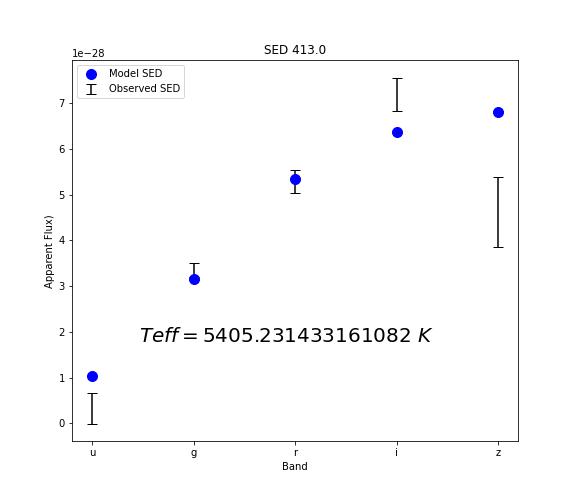 SED 413.0
1e−28
Model SED
Observed SED
7
6
5
4
3
2
1
0
Apparent Flux)
Teff = 5405.231433161082 K
u g r i z
Band